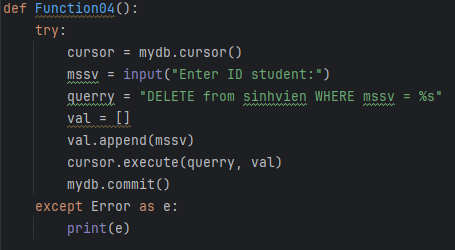 def Function04():
    try:
        cursor = mydb.cursor()
        mssv = input("Enter ID student:")
        querry = "DELETE from sinhvien WHERE mssv = %s"
        val = []
        val.append(mssv)
        cursor.execute(querry, val)
        mydb.commit()
    except Error as e:
        print(e)